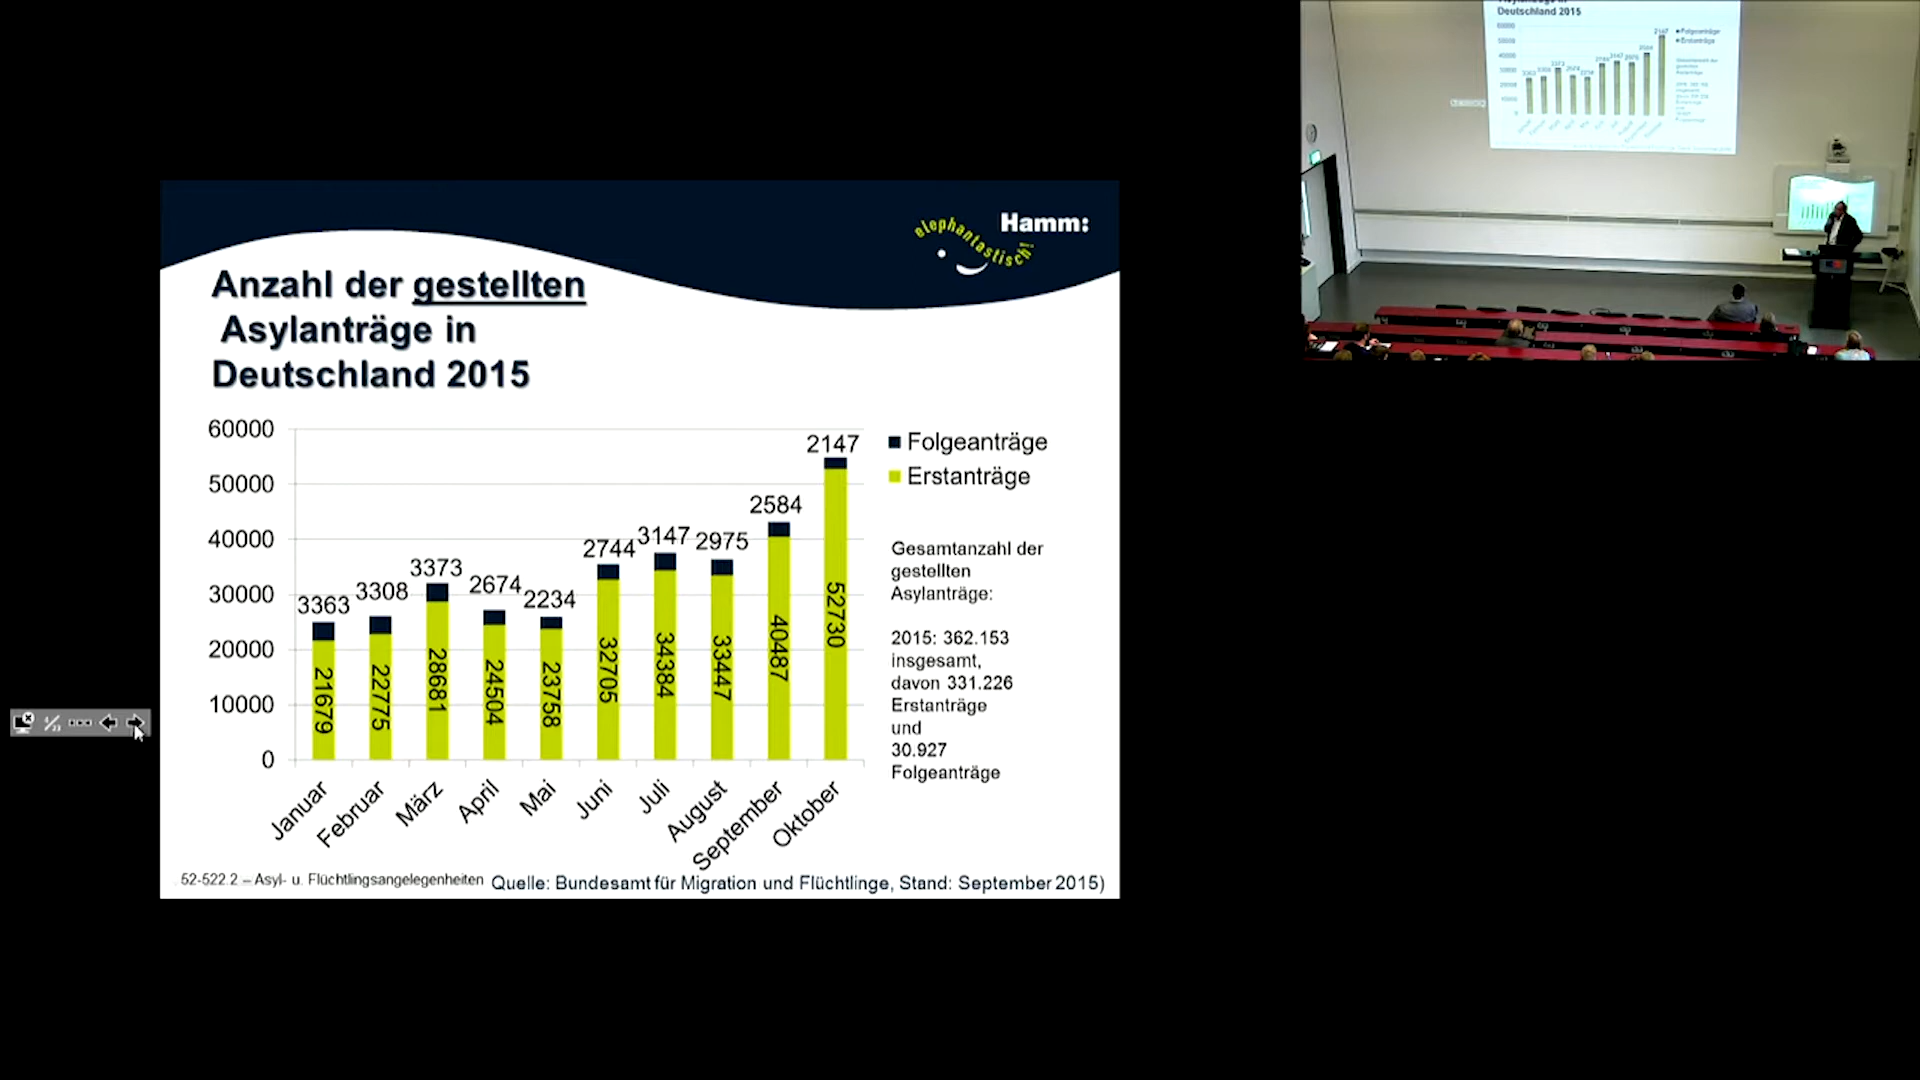 elephantastisch!
Hamm:
Anzahl der gestellten
Asylanträge in
Deutschland 2015
60000
50000
40000
30000
20000
10000
0
3363
3308
3373
2674
2234
2744
3147
2975
2584
2147
21679
22775
28681
24504
23758
32705
34384
33447
40487
52730
Januar
Februar
März
April
Mai
Juni
Juli
August
September
Oktober
Folgeanträge
Erstanträge
Gesamtanzahl der
gestellten
Asylanträge:
2015: 362.153
insgesamt,
davon 331.226
Erstanträge
und
30.927
Folgeanträge
52-522.2 – Asyl- u. Flüchtlingsangelegenheiten
Quelle: Bundesamt für Migration und Flüchtlinge, Stand: September 2015)
Deutschland 2015
Folgeanträge
Erstanträge